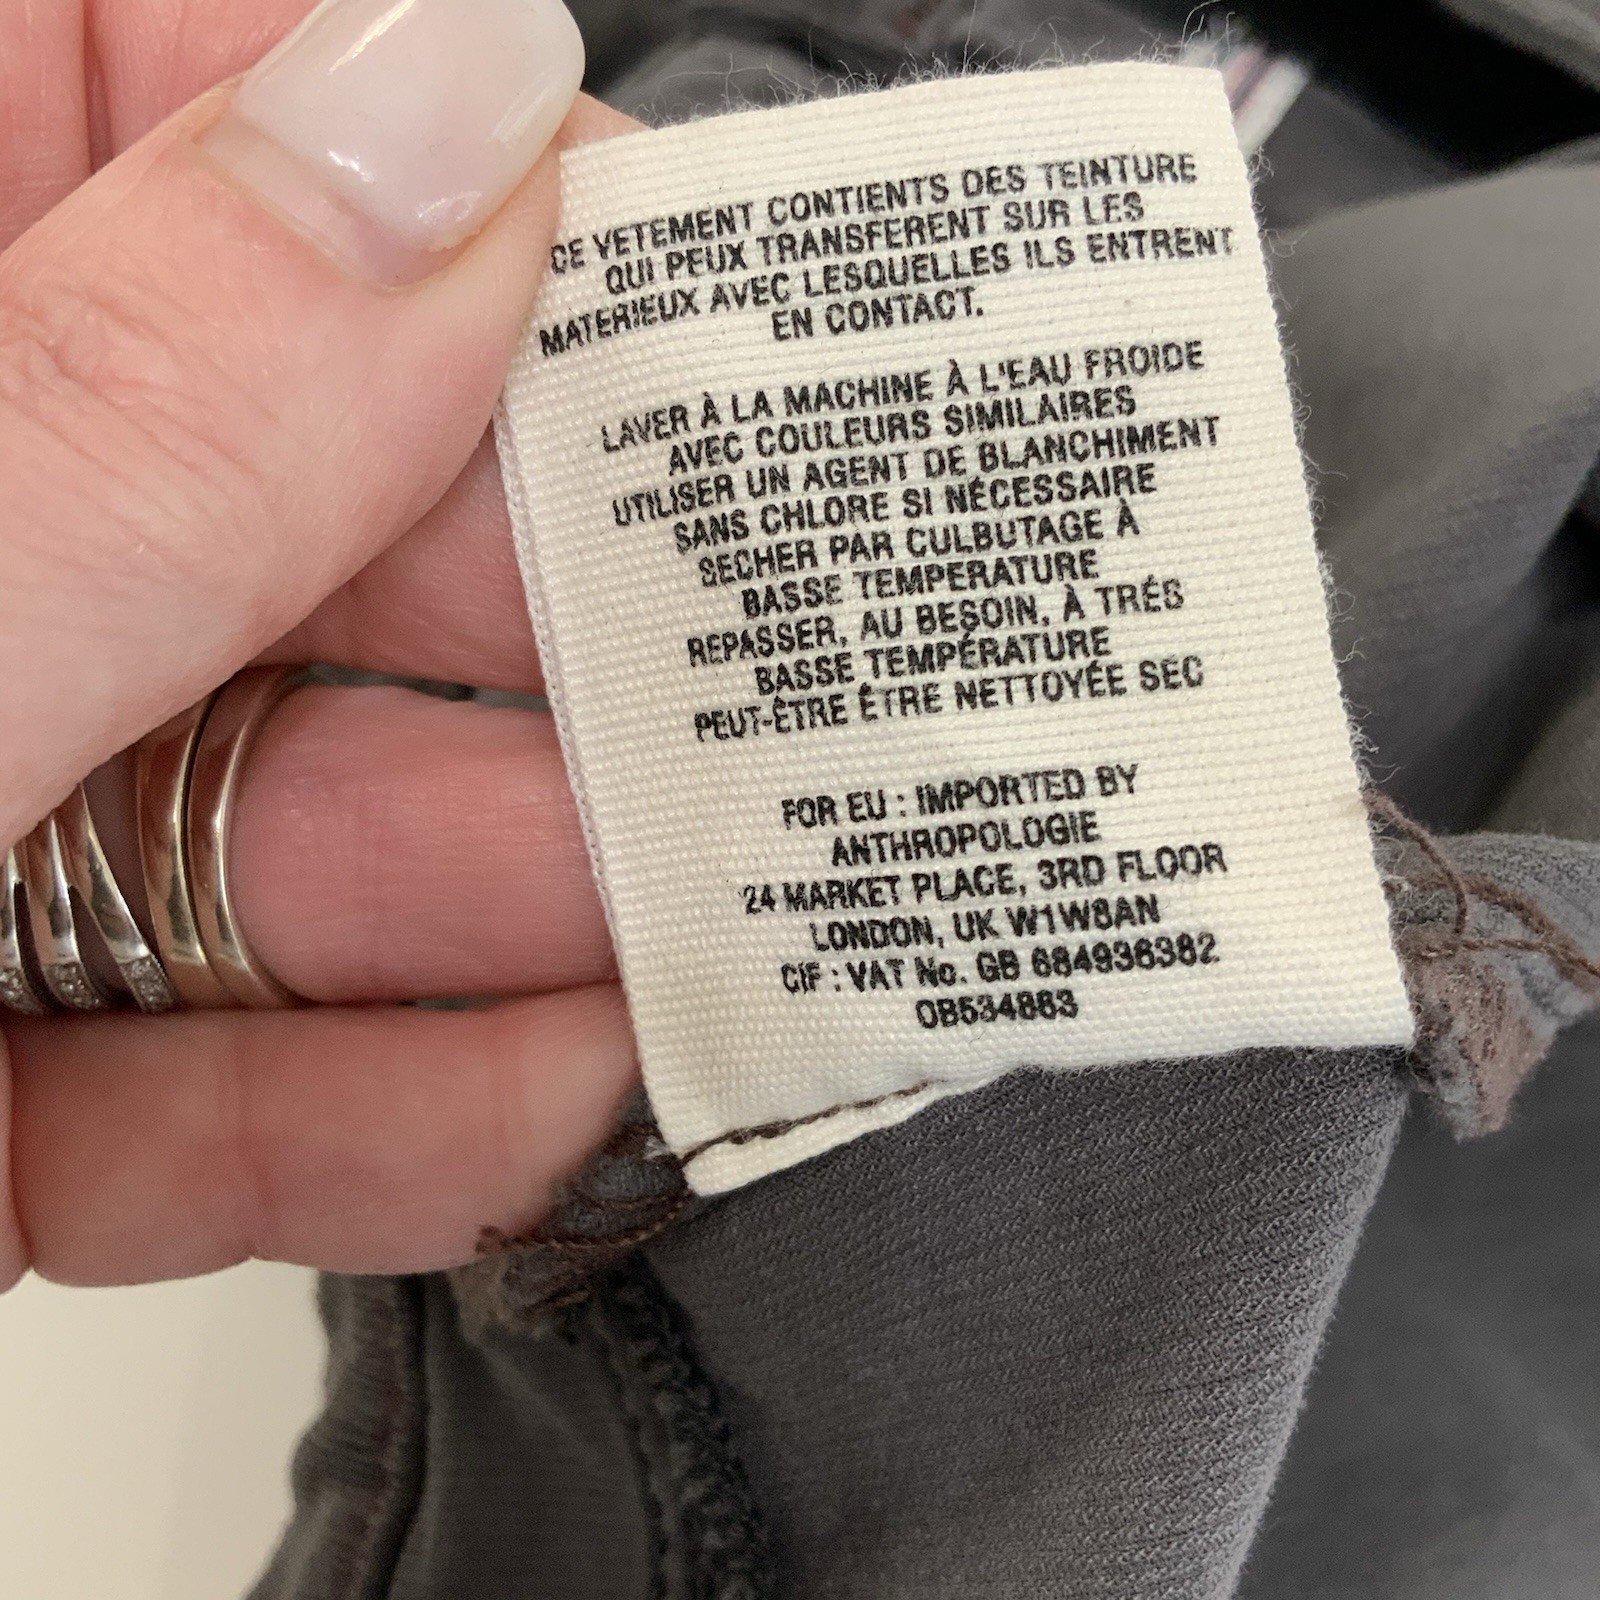 CE VETEMENT CONTIENTS DES TEINTURE
QUI PEUX TRANSFERENT SUR LES
MATERIEUX AVEC LESQUELLES ILS ENTRENT
EN CONTACT.
LAVER À LA MACHINE À L'EAU FROIDE
AVEC COULEURS SIMILAIRES
UTILISER UN AGENT DE BLANCHIMENT
SANS CHLORE SI NÉCESSAIRE
SECHER PAR CULBUTAGE À
BASSE TEMPERATURE
REPASSER, AU BESOIN, À TRÉS
BASSE TEMPÉRATURE
PEUT-ÊTRE ÊTRE NETTOYÉE SEC
FOR EU : IMPORTED BY
ANTHROPOLOGIE
24 MARKET PLACE, 3RD FLOOR
LONDON, UK W1W8AN
CIF : VAT No. GB 684936382
OB534863